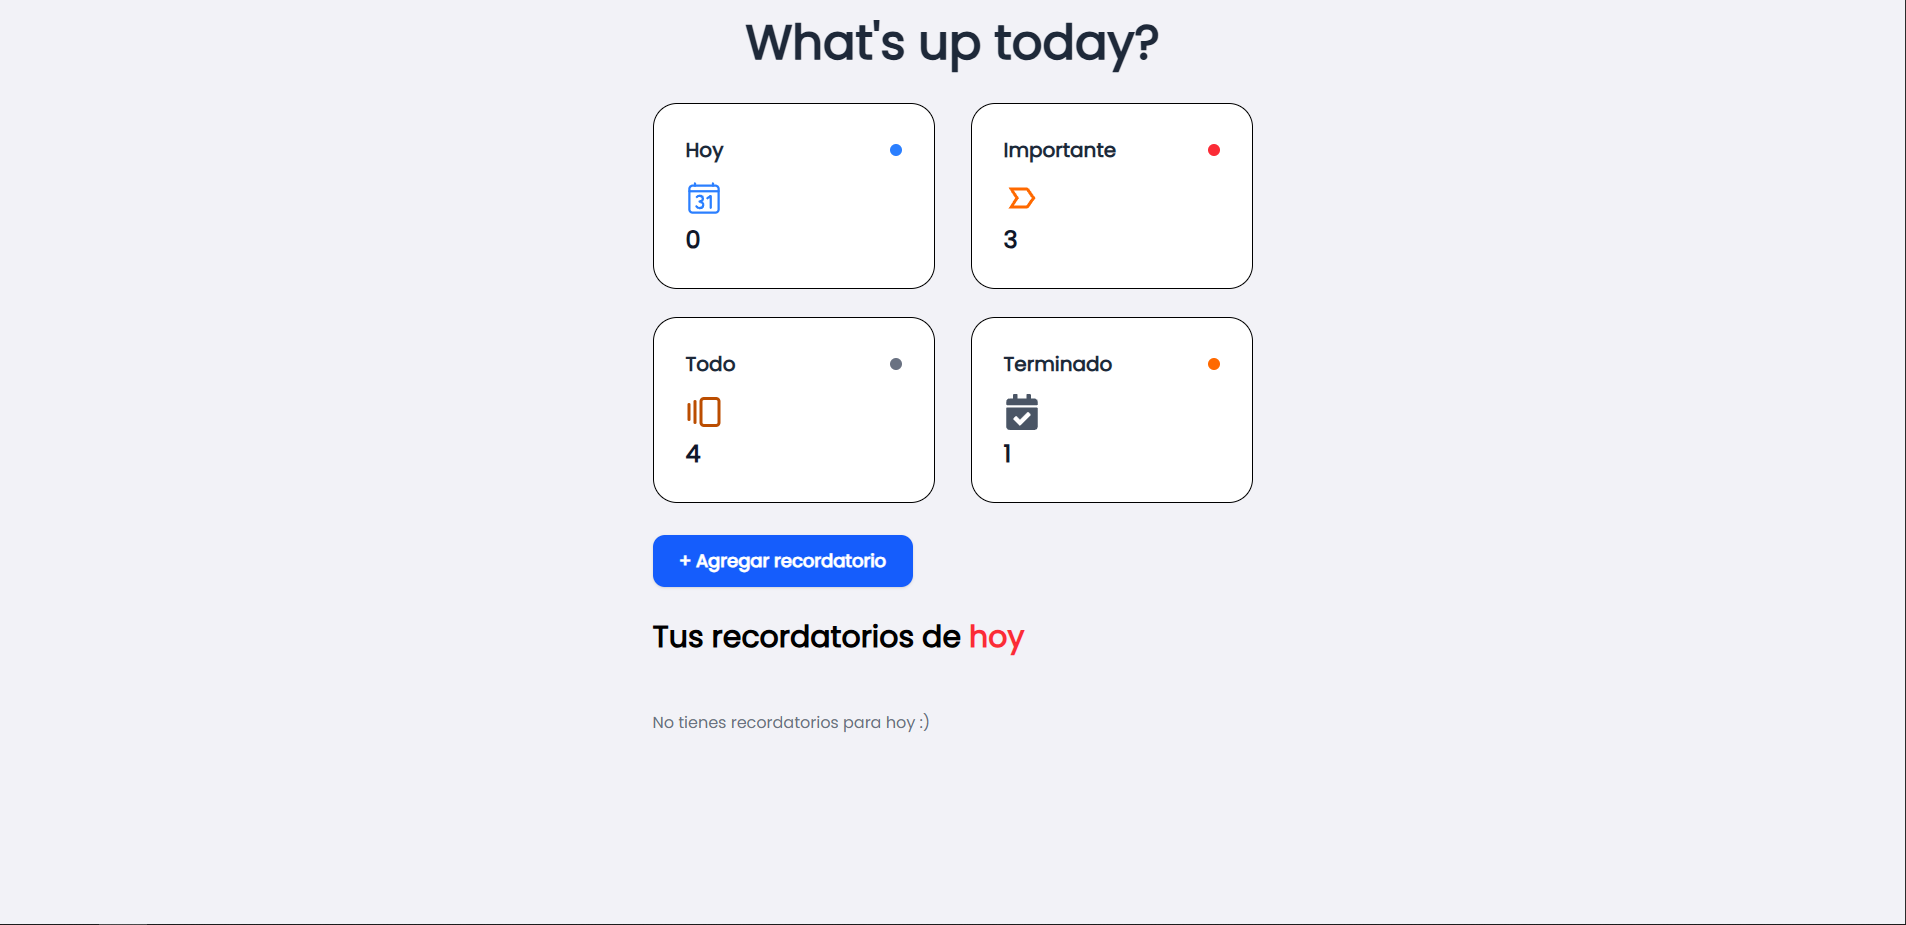 What's up today?
Hoy
31
0
Importante
3
Todo
4
Terminado
1
+ Agregar recordatorio
Tus recordatorios de hoy
No tienes recordatorios para hoy :)